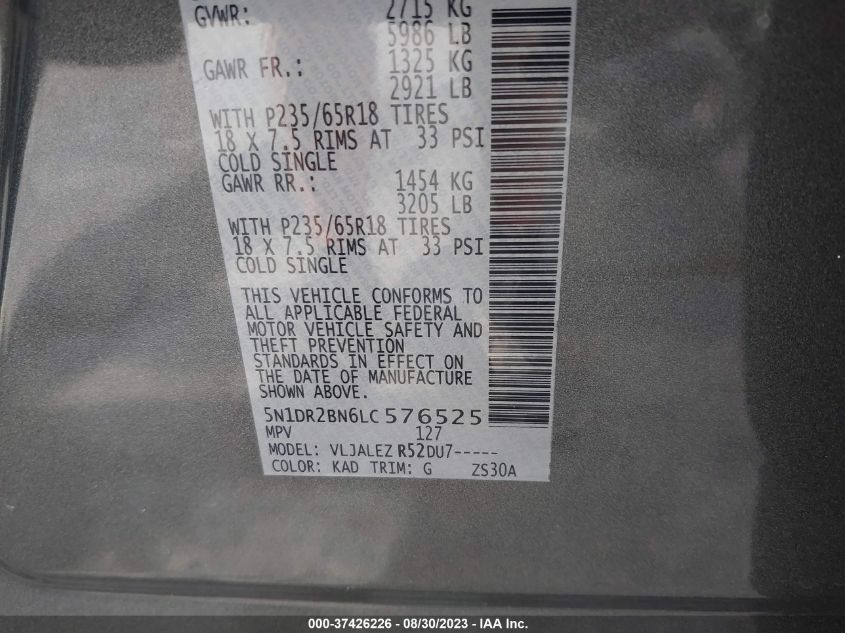 GVWR: 2715 KG
5986 LB
GAWR FR.: 1325 KG
2921 LB
WITH P235/65R18 TIRES
18 X 7.5 RIMS AT 33 PSI
COLD SINGLE
GAWR RR.: 1454 KG
3205 LB
WITH P235/65R18 TIRES
18 X 7.5 RIMS AT 33 PSI
COLD SINGLE
THIS VEHICLE CONFORMS TO
ALL APPLICABLE FEDERAL
MOTOR VEHICLE SAFETY AND
THEFT PREVENTION
STANDARDS IN EFFECT ON
THE DATE OF MANUFACTURE
SHOWN ABOVE.
5N1DR2BN6LC576525
MPV 127
MODEL: VLJALEZ R52DU7-----
COLOR: KAD TRIM: G ZS30A
000-37426226 - 08/30/2023 - IAA Inc.